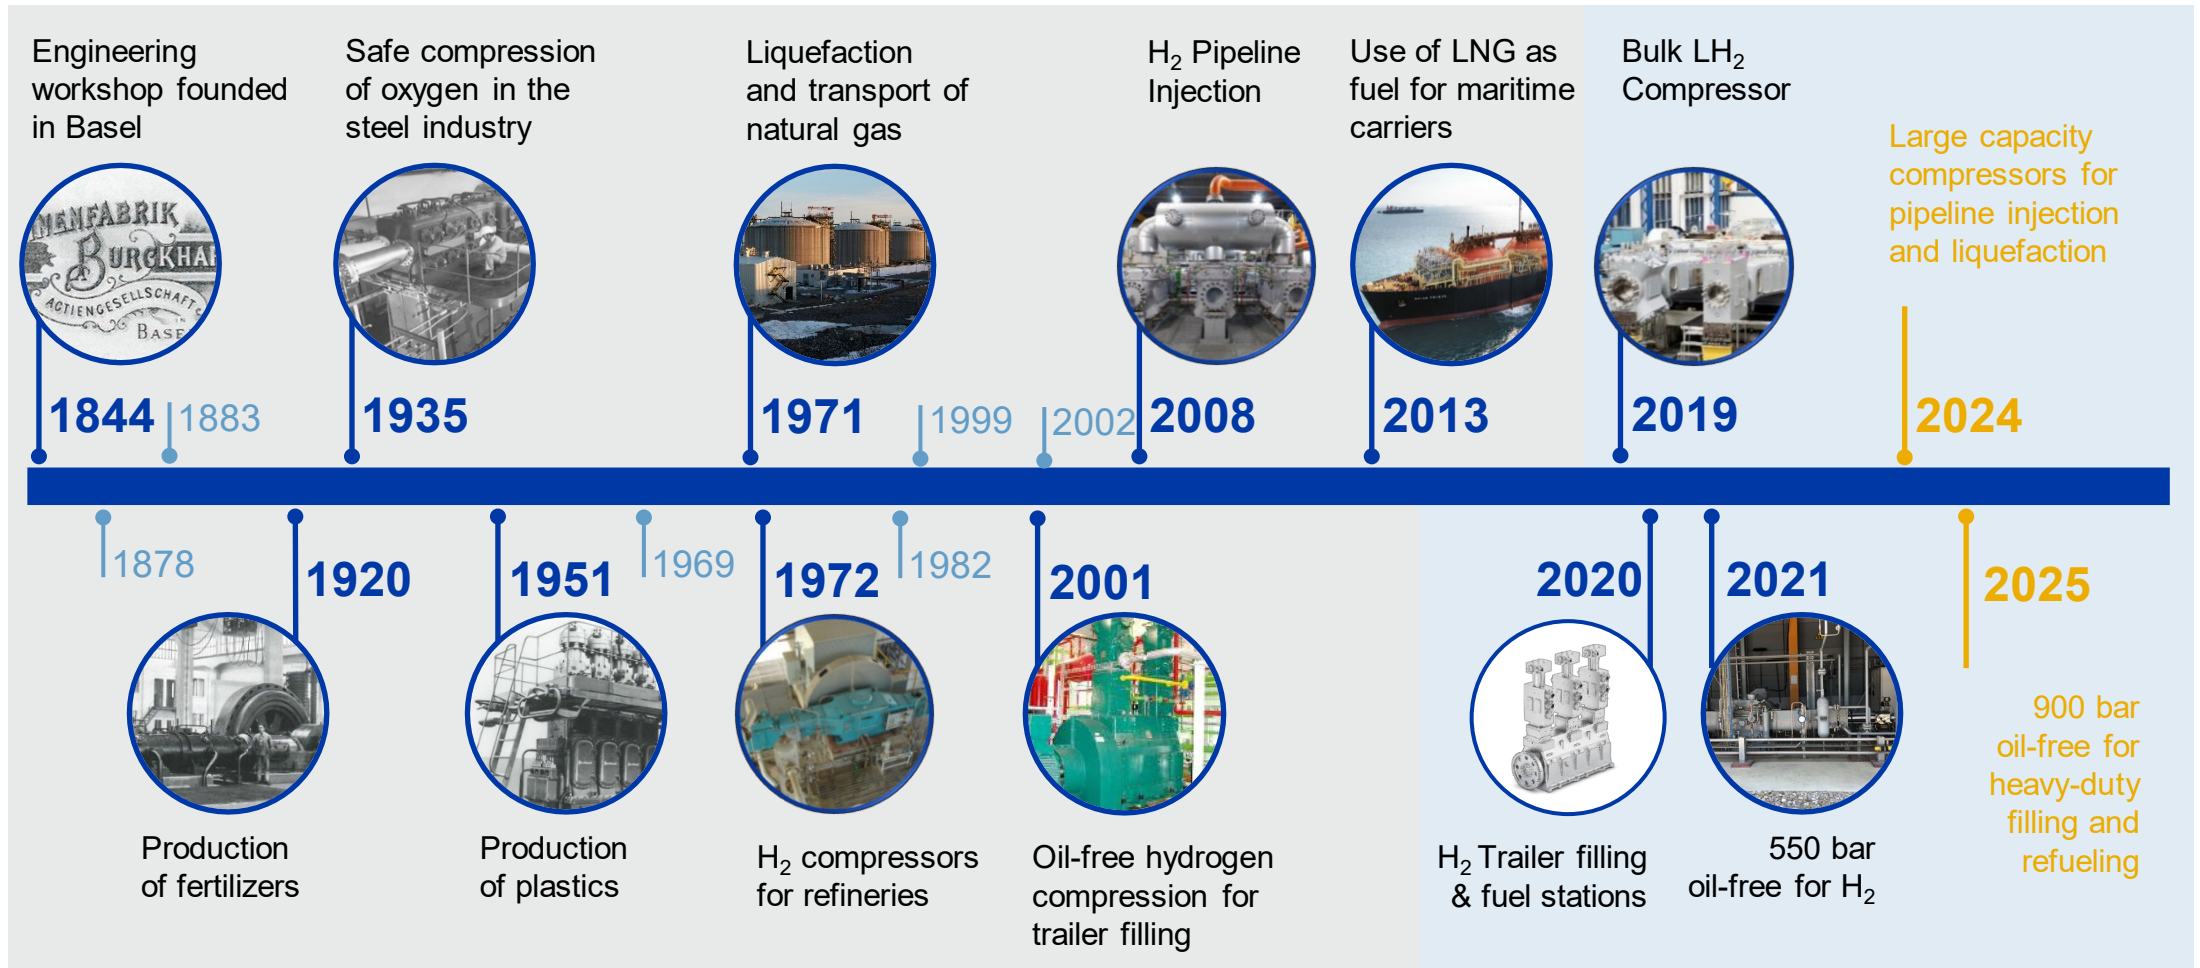 Engineering
workshop founded
in Basel
Safe compression
of oxygen in the
steel industry
Liquefaction
and transport of
natural gas
H₂ Pipeline
Injection
Use of LNG as
fuel for maritime
carriers
Bulk LH₂
Compressor
Large capacity
compressors for
pipeline injection
and liquefaction
NENFABRIK
BURCKHAR
ACTIENGESELLSCHAFT
IN
BASE
1844
1883
1935
1971
1999
2002
2008
2013
2019
2024
1878
1920
1951
1969
1972
1982
2001
2020
2021
2025
Production
of fertilizers
Production
of plastics
H₂ compressors
for refineries
Oil-free hydrogen
compression for
trailer filling
H₂ Trailer filling
& fuel stations
550 bar
oil-free for H₂
900 bar
oil-free for
heavy-duty
filling and
refueling